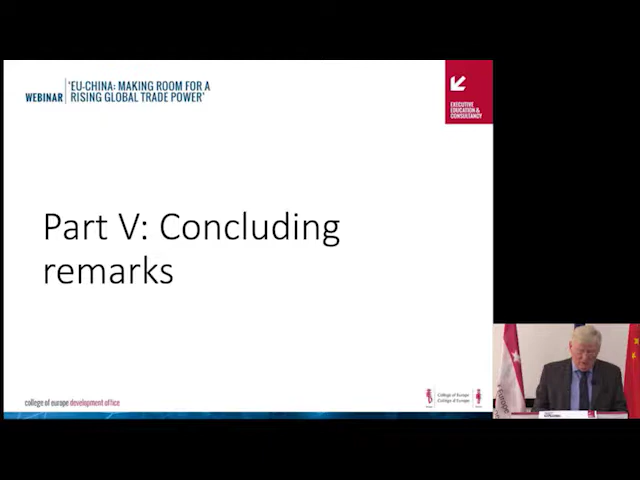 WEBINAR
'EU-CHINA: MAKING ROOM FOR A
RISING GLOBAL TRADE POWER'
EXECUTIVE
EDUCATION &
CONSULTANCY
Part V: Concluding
remarks
college of europe development office
College of Europe
Collège d'Europe